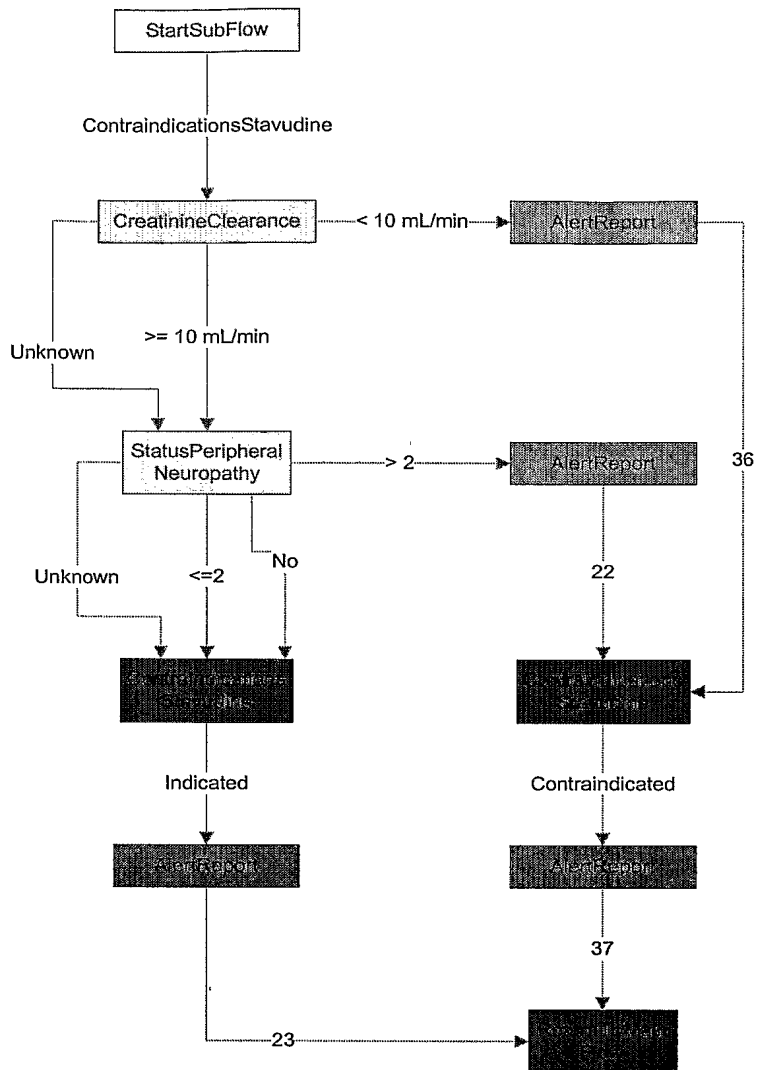 StartSubFlow
ContraindicationsStavudine
CreatinineClearance
< 10 mL/min
AlertReport
Unknown
>= 10 mL/min
StatusPeripheral
Neuropathy
> 2
AlertReport
36
Unknown
<=2
No
22
Indicated
Contraindicated
AlertReport
AlertReport
37
23